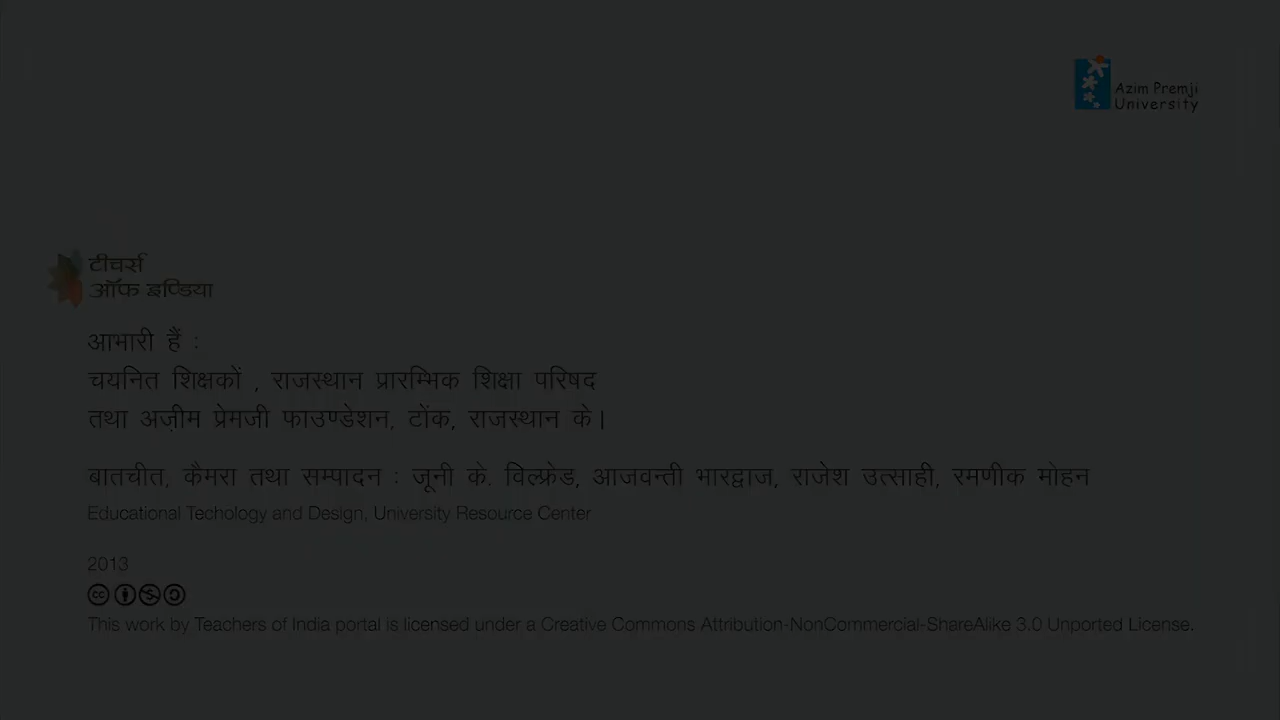 Azim Premji
University
टीचर्स
ऑफ इण्डिया
आभारी हैं :
चयनित शिक्षकों , राजस्थान प्रारम्भिक शिक्षा परिषद
तथा अज़ीम प्रेमजी फाउण्डेशन, टोंक, राजस्थान के।
बातचीत, कैमरा तथा सम्पादन : जूनी के. विल्फ्रेड, आजवन्ती भारद्वाज, राजेश उत्साही, रमणीक मोहन
Educational Techology and Design, University Resource Center
2013
This work by Teachers of India portal is licensed under a Creative Commons Attribution-NonCommercial-ShareAlike 3.0 Unported License.